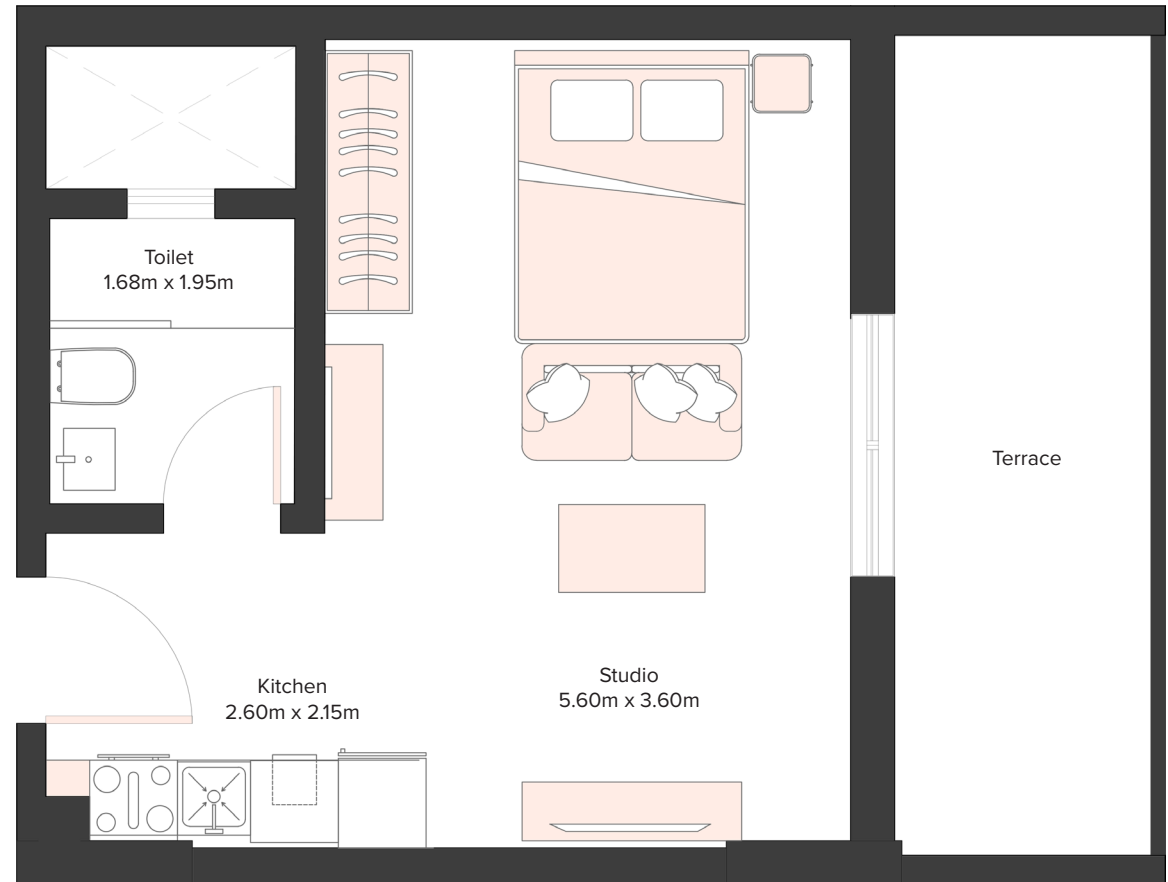 Toilet
1.68m x 1.95m
Terrace
Kitchen
2.60m x 2.15m
Studio
5.60m x 3.60m